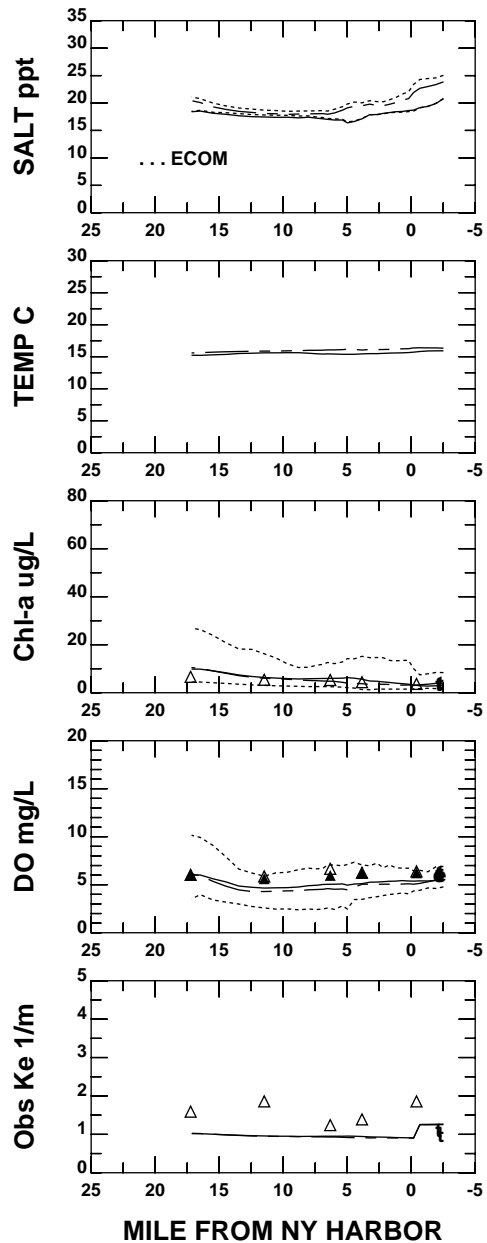 SALT ppt
35
30
25
20
15
10
5
0
. . . ECOM
25 20 15 10 5 0 -5
TEMP C
30
25
20
15
10
5
0
25 20 15 10 5 0 -5
Chl-a ug/L
80
60
40
20
0
25 20 15 10 5 0 -5
DO mg/L
20
15
10
5
0
25 20 15 10 5 0 -5
Obs Ke 1/m
5
4
3
2
1
0
25 20 15 10 5 0 -5
MILE FROM NY HARBOR